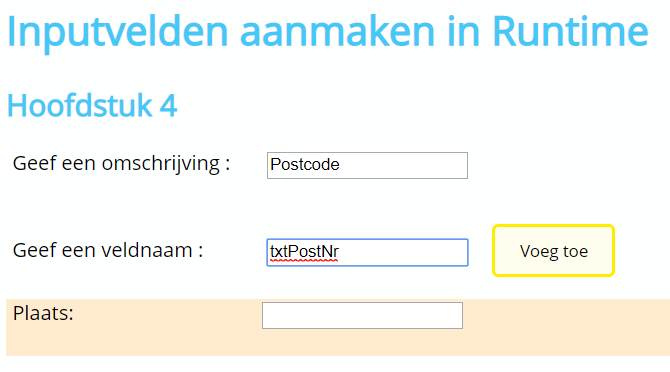 Inputvelden aanmaken in Runtime
Hoofdstuk 4
Geef een omschrijving : Postcode
Geef een veldnaam : txtPostNr Voeg toe
Plaats: